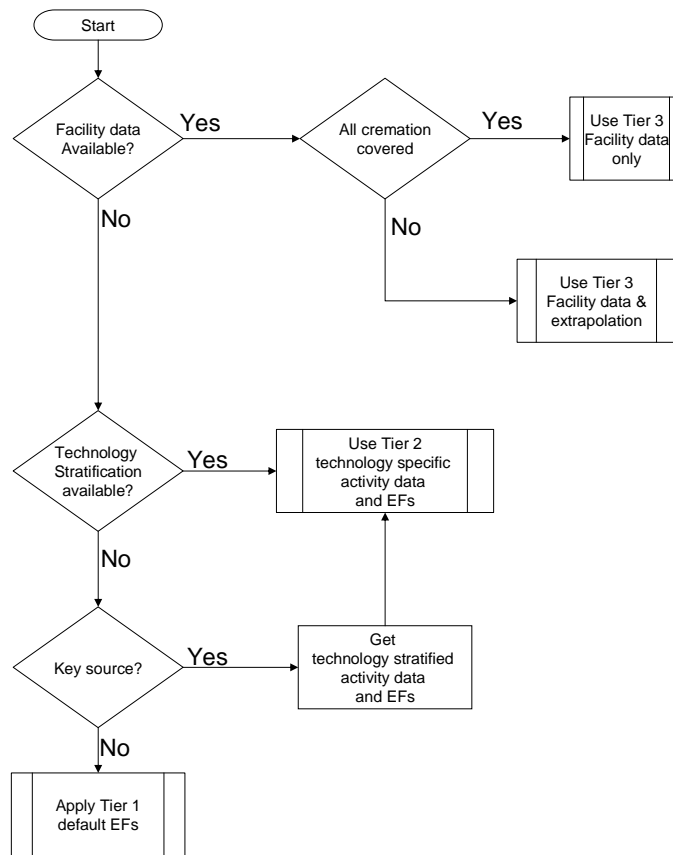 Start
Facility data
Available?
Yes
All cremation
covered
Yes
Use Tier 3
Facility data
only
No
No
Use Tier 3
Facility data &
extrapolation
Technology
Stratification
available?
Yes
Use Tier 2
technology specific
activity data
and EFs
No
Key source?
Yes
Get
technology stratified
activity data
and EFs
No
Apply Tier 1
default EFs